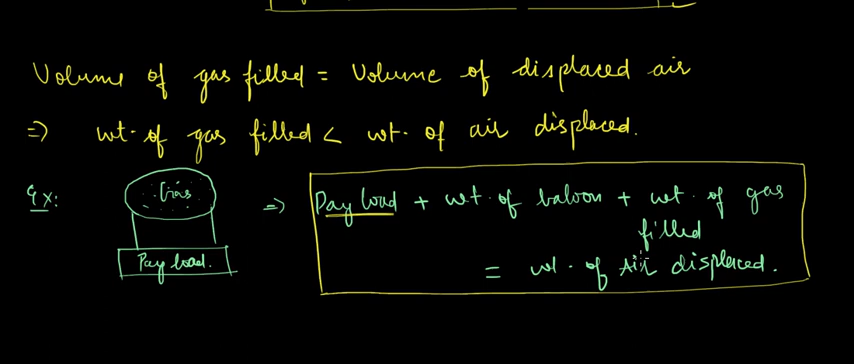 Volume of gas filled = Volume of displaced air
=> wt. of gas filled < wt. of air displaced.
Ex:
Gas
Pay load.
=> Pay load + wt. of baloon + wt. of gas
filled
= wt. of Air displaced.